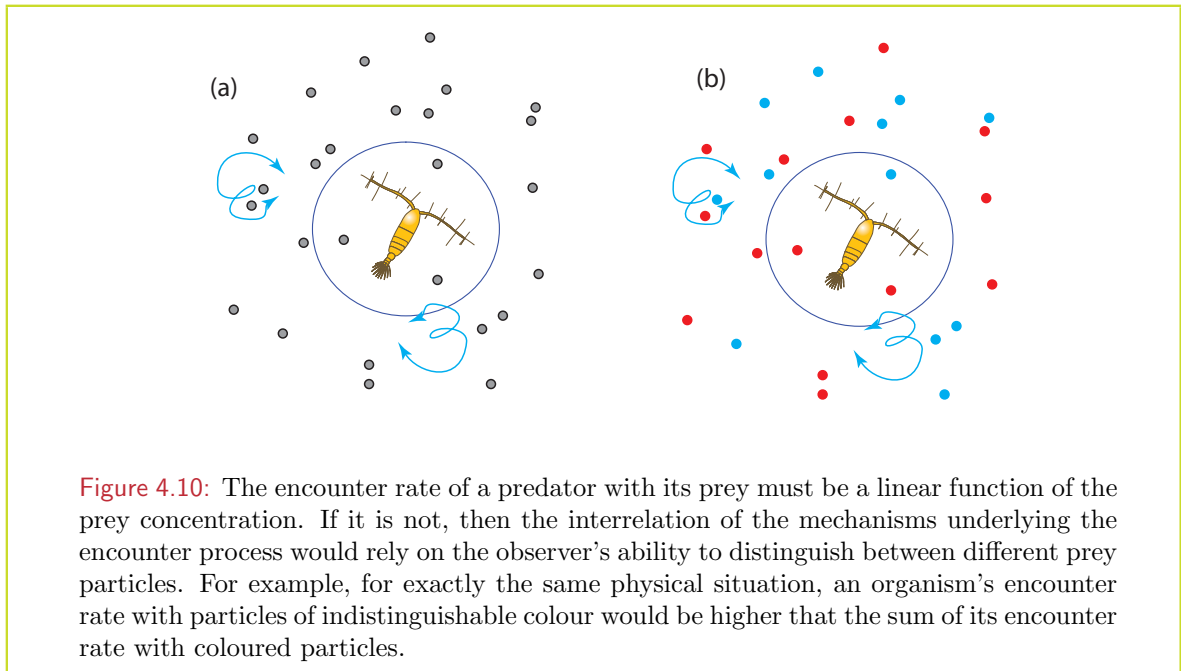 (a)
(b)
Figure 4.10: The encounter rate of a predator with its prey must be a linear function of the
prey concentration. If it is not, then the interrelation of the mechanisms underlying the
encounter process would rely on the observer's ability to distinguish between different prey
particles. For example, for exactly the same physical situation, an organism's encounter
rate with particles of indistinguishable colour would be higher that the sum of its encounter
rate with coloured particles.